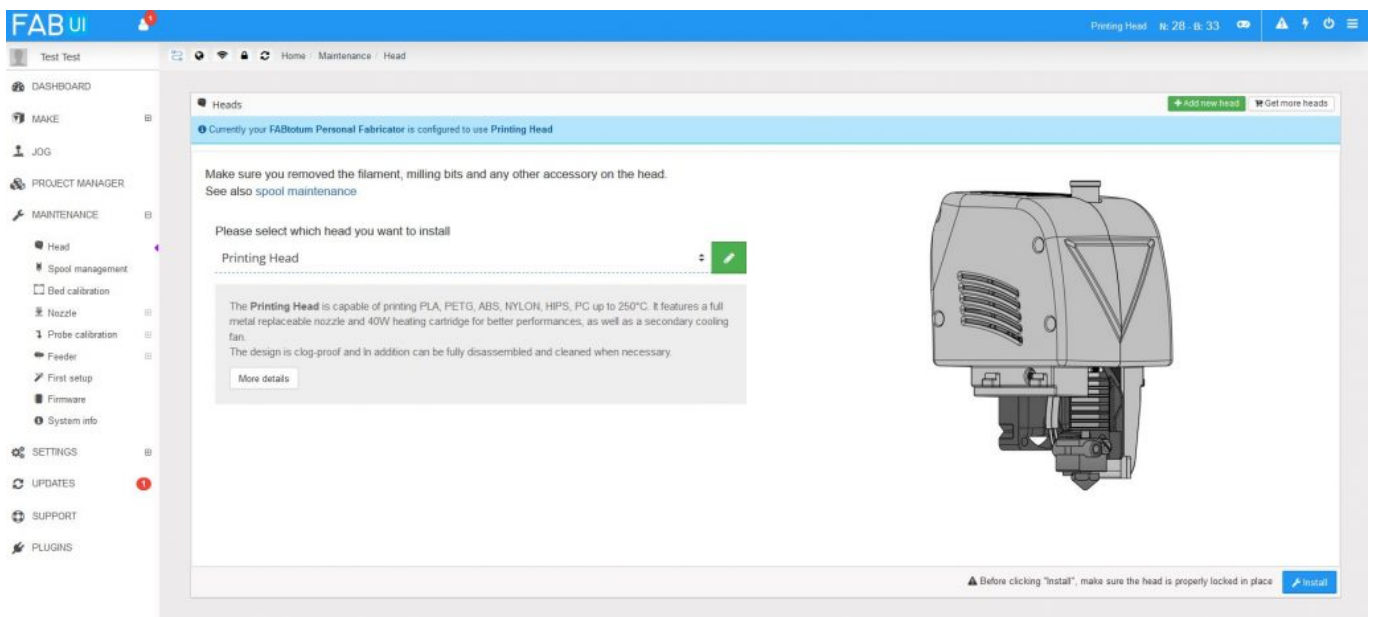 FABUI
1
Printing Head N: 28 - B: 33
Test Test
Home / Maintenance / Head
DASHBOARD
MAKE
JOG
PROJECT MANAGER
MAINTENANCE
Head
Spool management
Bed calibration
Nozzle
Probe calibration
Feeder
First setup
Firmware
System info
SETTINGS
UPDATES
1
SUPPORT
PLUGINS
Heads
Add new head
Get more heads
Currently your FABtotum Personal Fabricator is configured to use Printing Head
Make sure you removed the filament, milling bits and any other accessory on the head.
See also spool maintenance
Please select which head you want to install
Printing Head
The Printing Head is capable of printing PLA, PETG, ABS, NYLON, HIPS, PC up to 250°C. It features a full
metal replaceable nozzle and 40W heating cartridge for better performances, as well as a secondary cooling
fan.
The design is clog-proof and In addition can be fully disassembled and cleaned when necessary.
More details
Before clicking "Install", make sure the head is properly locked in place
Install